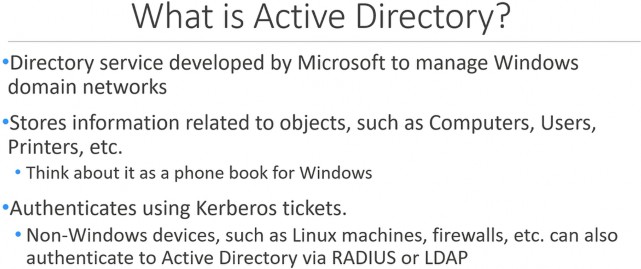 What is Active Directory?
•Directory service developed by Microsoft to manage Windows
domain networks
•Stores information related to objects, such as Computers, Users,
Printers, etc.
• Think about it as a phone book for Windows
•Authenticates using Kerberos tickets.
• Non-Windows devices, such as Linux machines, firewalls, etc. can also
authenticate to Active Directory via RADIUS or LDAP